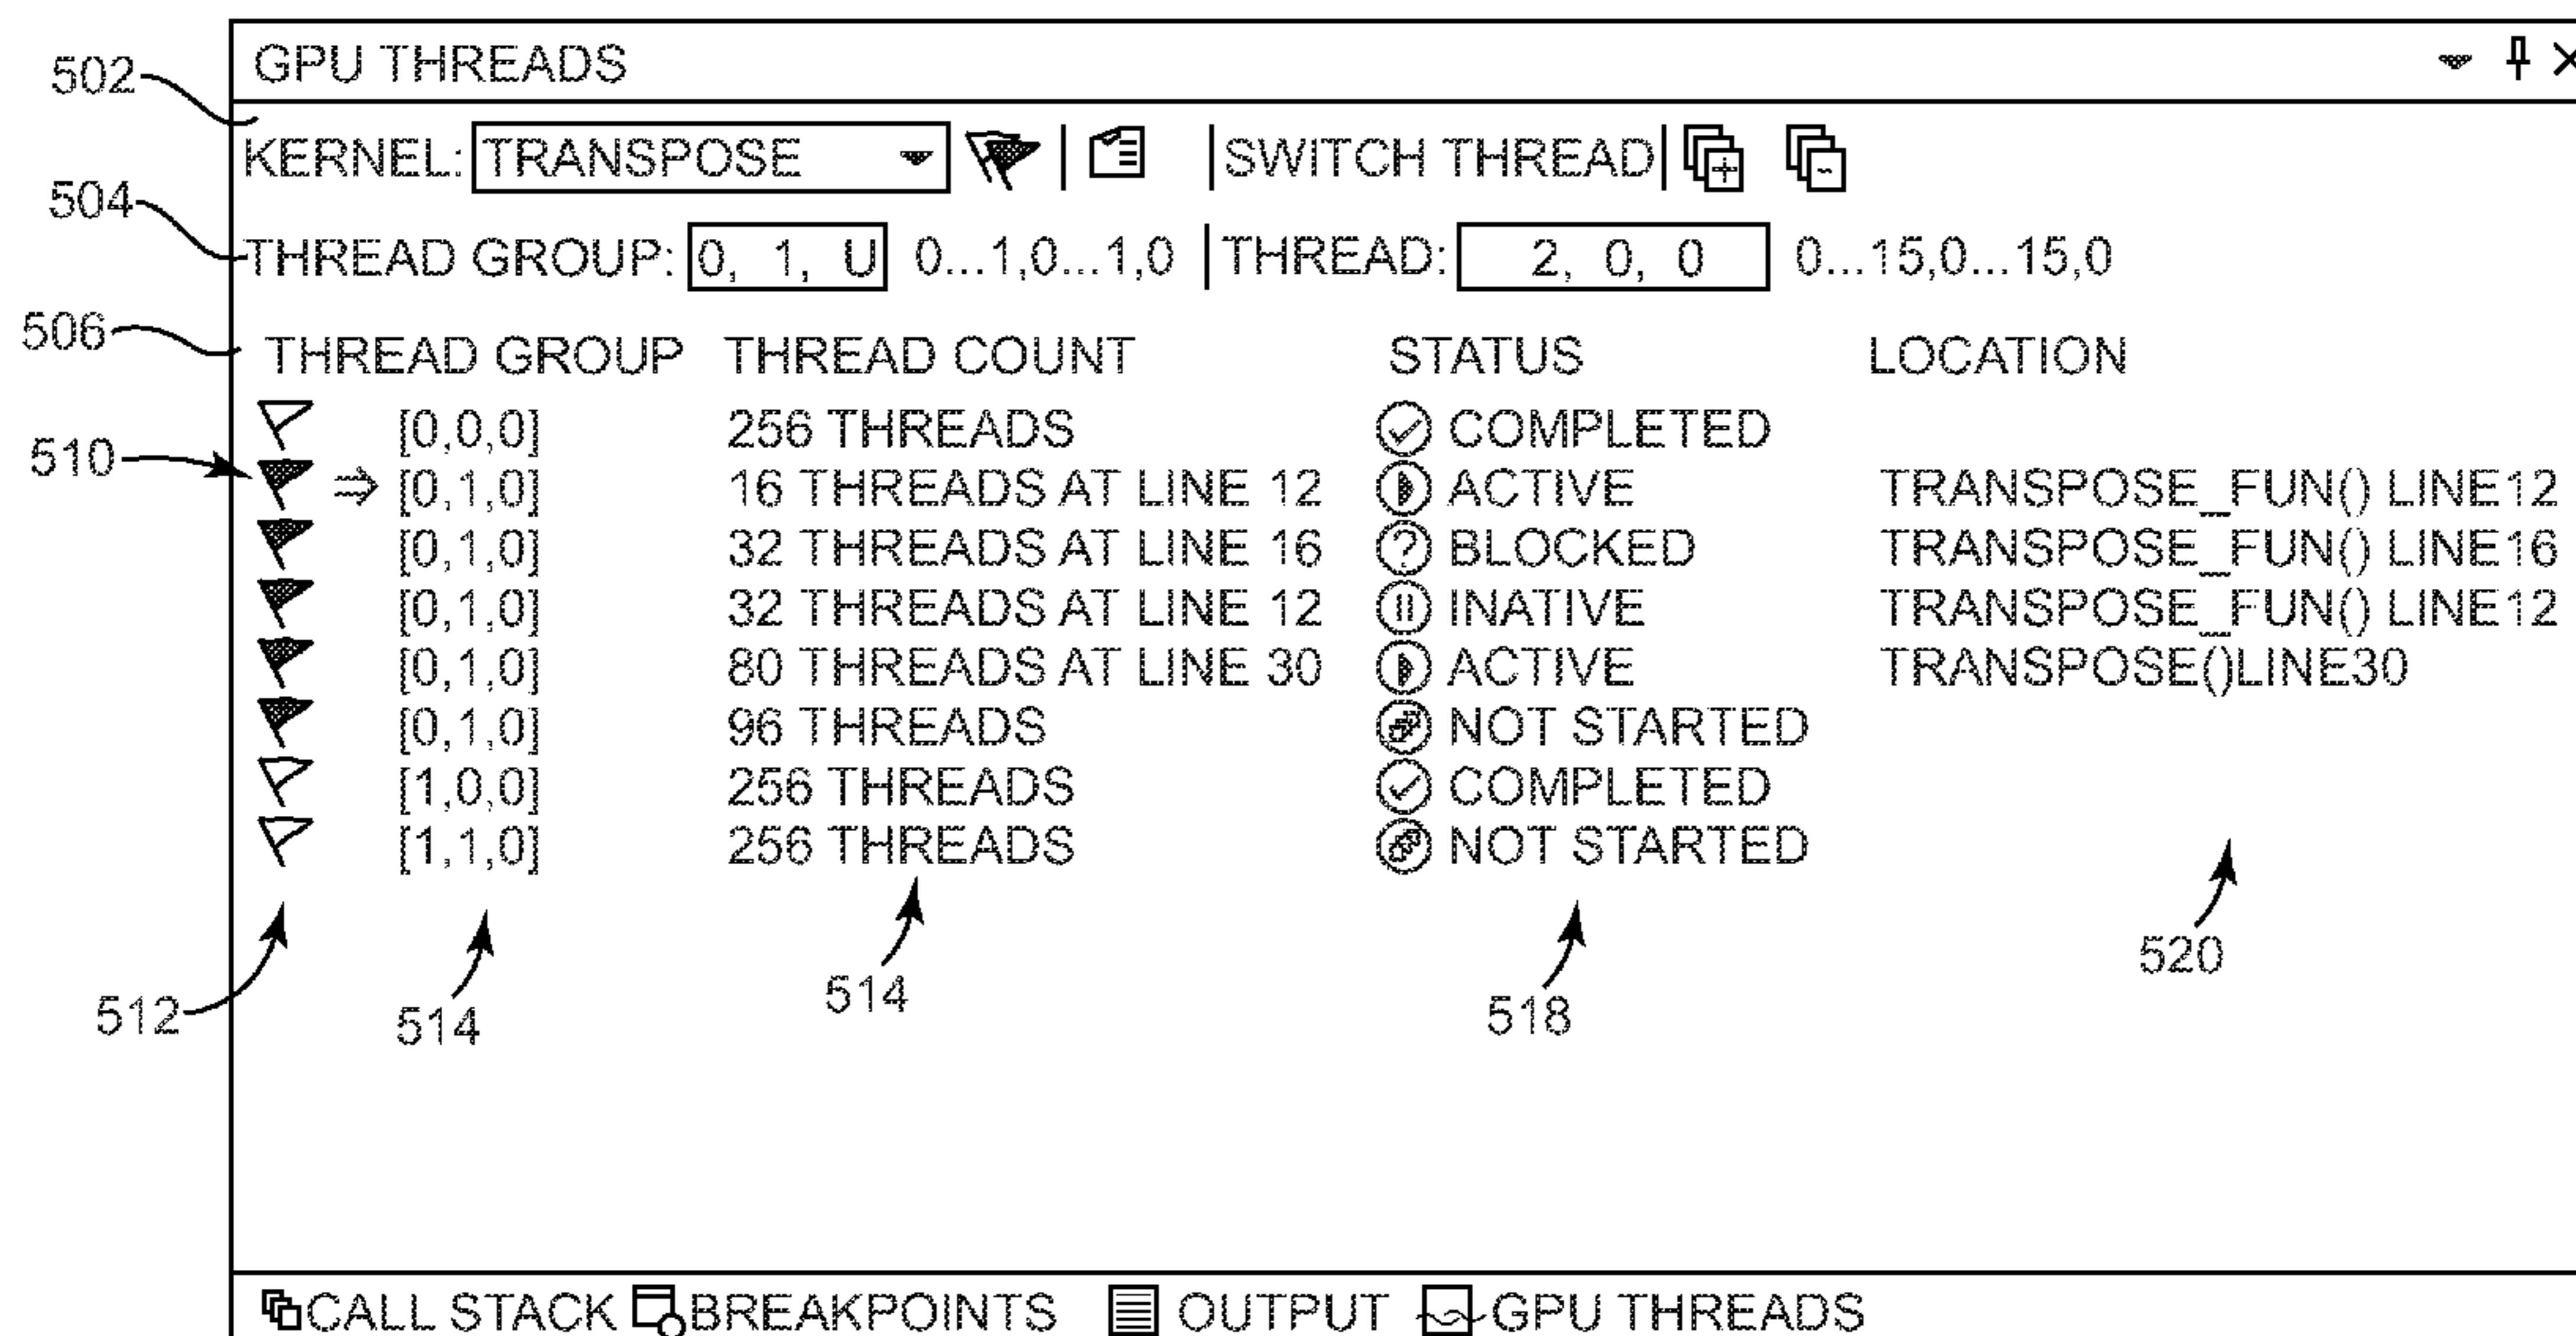 GPU THREADS
502
KERNEL: TRANSPOSE SWITCH THREAD
504
THREAD GROUP: 0, 1, U 0...1,0...1,0 THREAD: 2, 0, 0 0...15,0...15,0
506
THREAD GROUP THREAD COUNT STATUS LOCATION
[0,0,0] 256 THREADS COMPLETED
510
[0,1,0] 16 THREADS AT LINE 12 ACTIVE TRANSPOSE_FUN() LINE12
[0,1,0] 32 THREADS AT LINE 16 BLOCKED TRANSPOSE_FUN() LINE16
[0,1,0] 32 THREADS AT LINE 12 INATIVE TRANSPOSE_FUN() LINE12
[0,1,0] 80 THREADS AT LINE 30 ACTIVE TRANSPOSE()LINE30
[0,1,0] 96 THREADS NOT STARTED
[1,0,0] 256 THREADS COMPLETED
[1,1,0] 256 THREADS NOT STARTED
512 514 514 518 520
CALL STACK BREAKPOINTS OUTPUT GPU THREADS